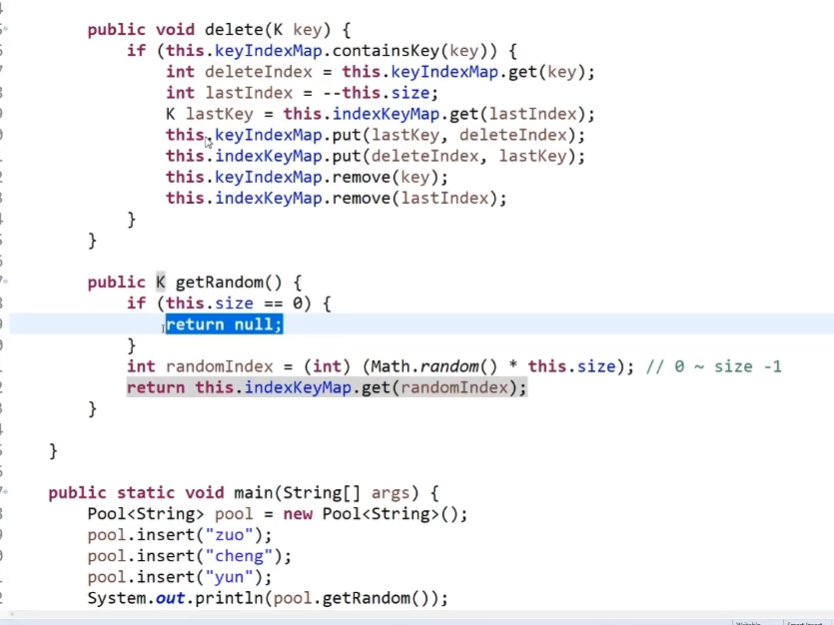 public void delete(K key) {
if (this.keyIndexMap.containsKey(key)) {
int deleteIndex = this.keyIndexMap.get(key);
int lastIndex = --this.size;
K lastKey = this.indexKeyMap.get(lastIndex);
this.keyIndexMap.put(lastKey, deleteIndex);
this.indexKeyMap.put(deleteIndex, lastKey);
this.keyIndexMap.remove(key);
this.indexKeyMap.remove(lastIndex);
}
}
public K getRandom() {
if (this.size == 0) {
return null;
}
int randomIndex = (int) (Math.random() * this.size); // 0 ~ size -1
return this.indexKeyMap.get(randomIndex);
}
}
public static void main(String[] args) {
Pool<String> pool = new Pool<String>();
pool.insert("zuo");
pool.insert("cheng");
pool.insert("yun");
System.out.println(pool.getRandom());